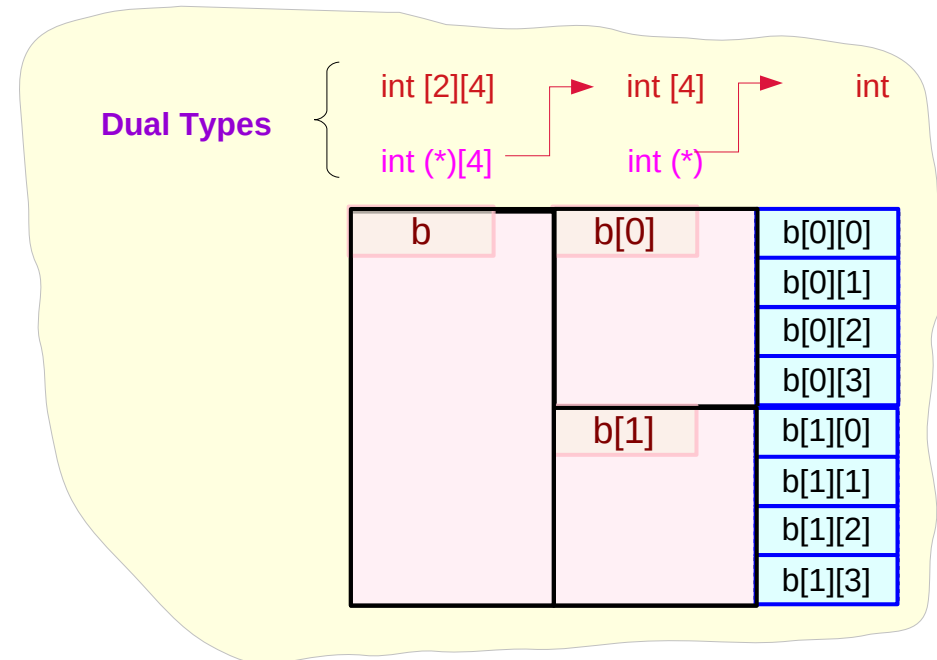 int [2][4] int [4] int
Dual Types
int (*)[4] int (*)
b b[0] b[0][0]
b[0][1]
b[0][2]
b[0][3]
b[1] b[1][0]
b[1][1]
b[1][2]
b[1][3]